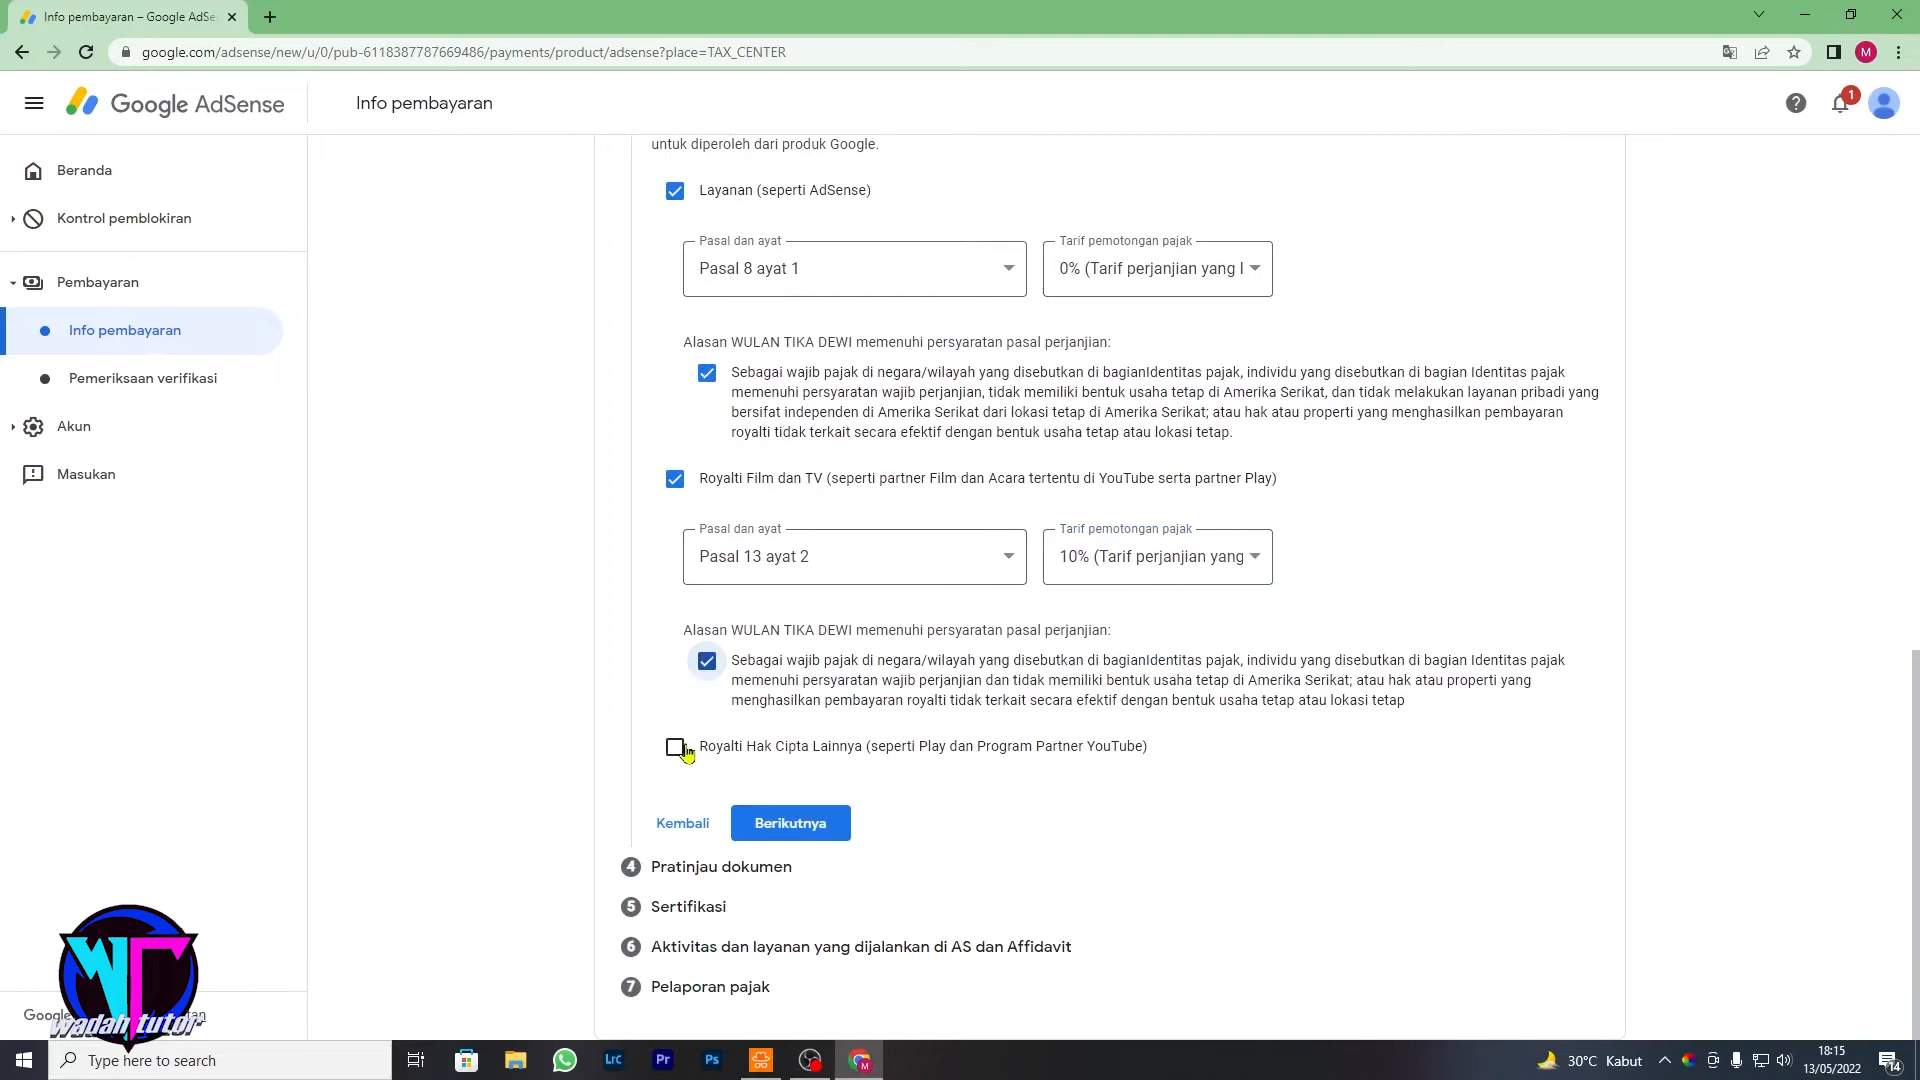 Info pembayaran – Google AdSe
google.com/adsense/new/u/0/pub-6118387787669486/payments/product/adsense?place=TAX_CENTER
M
Google AdSense
Info pembayaran
1
Beranda
Kontrol pemblokiran
Pembayaran
Info pembayaran
Pemeriksaan verifikasi
Akun
Masukan
untuk diperoleh dari produk Google.
Layanan (seperti AdSense)
Pasal dan ayat
Pasal 8 ayat 1
Tarif pemotongan pajak
0% (Tarif perjanjian yang l
Alasan WULAN TIKA DEWI memenuhi persyaratan pasal perjanjian:
Sebagai wajib pajak di negara/wilayah yang disebutkan di bagianIdentitas pajak, individu yang disebutkan di bagian Identitas pajak
memenuhi persyaratan wajib perjanjian, tidak memiliki bentuk usaha tetap di Amerika Serikat, dan tidak melakukan layanan pribadi yang
bersifat independen di Amerika Serikat dari lokasi tetap di Amerika Serikat; atau hak atau properti yang menghasilkan pembayaran
royalti tidak terkait secara efektif dengan bentuk usaha tetap atau lokasi tetap.
Royalti Film dan TV (seperti partner Film dan Acara tertentu di YouTube serta partner Play)
Pasal dan ayat
Pasal 13 ayat 2
Tarif pemotongan pajak
10% (Tarif perjanjian yang
Alasan WULAN TIKA DEWI memenuhi persyaratan pasal perjanjian:
Sebagai wajib pajak di negara/wilayah yang disebutkan di bagianIdentitas pajak, individu yang disebutkan di bagian Identitas pajak
memenuhi persyaratan wajib perjanjian dan tidak memiliki bentuk usaha tetap di Amerika Serikat; atau hak atau properti yang
menghasilkan pembayaran royalti tidak terkait secara efektif dengan bentuk usaha tetap atau lokasi tetap
Royalti Hak Cipta Lainnya (seperti Play dan Program Partner YouTube)
Kembali
Berikutnya
4 Pratinjau dokumen
5 Sertifikasi
6 Aktivitas dan layanan yang dijalankan di AS dan Affidavit
7 Pelaporan pajak
Google
WT
wadah tutor
Type here to search
Lrc
Pr
Ps
M
30°C Kabut
18:15
13/05/2022
14